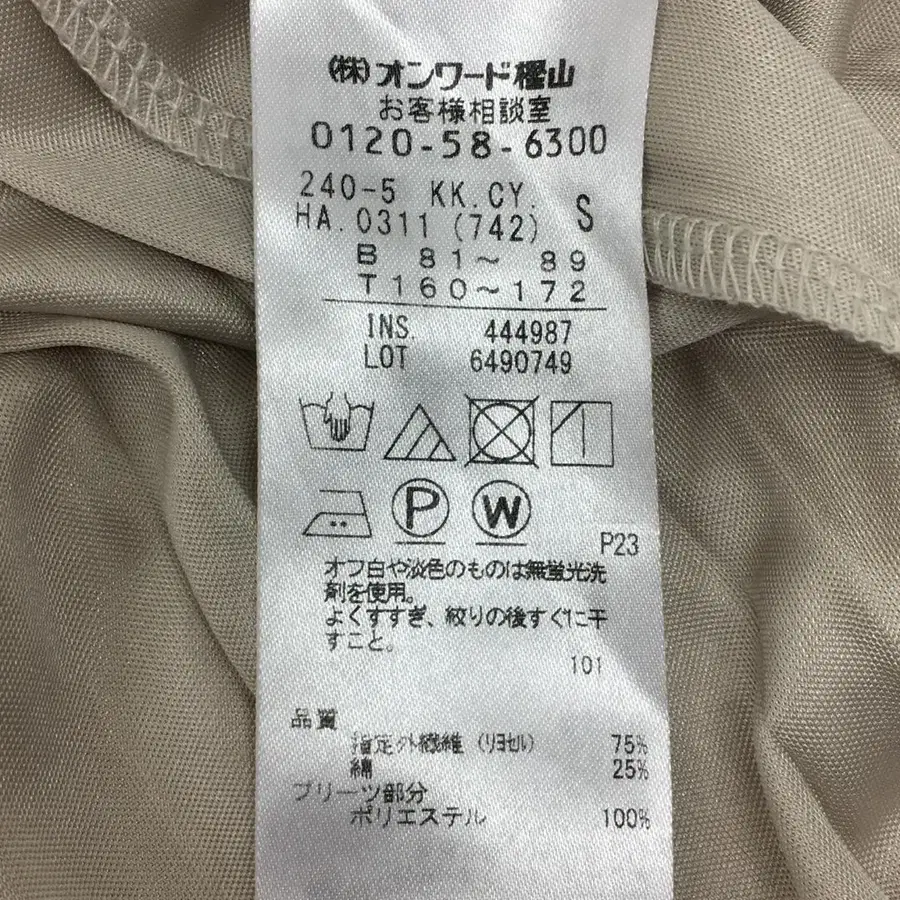 (株)オンワード樫山
お客様相談室
0120-58-6300
240-5 KK.CY. S
HA.0311 (742)
B 81〜 89
T160〜172
INS. 444987
LOT 6490749
P
W
P23
オフ白や淡色のものは無蛍光洗
剤を使用。
よくすすぎ、絞りの後すぐに干
すこと。
101
品質
指定外繊維 (リヨセル) 75%
綿 25%
プリーツ部分
ポリエステル 100%